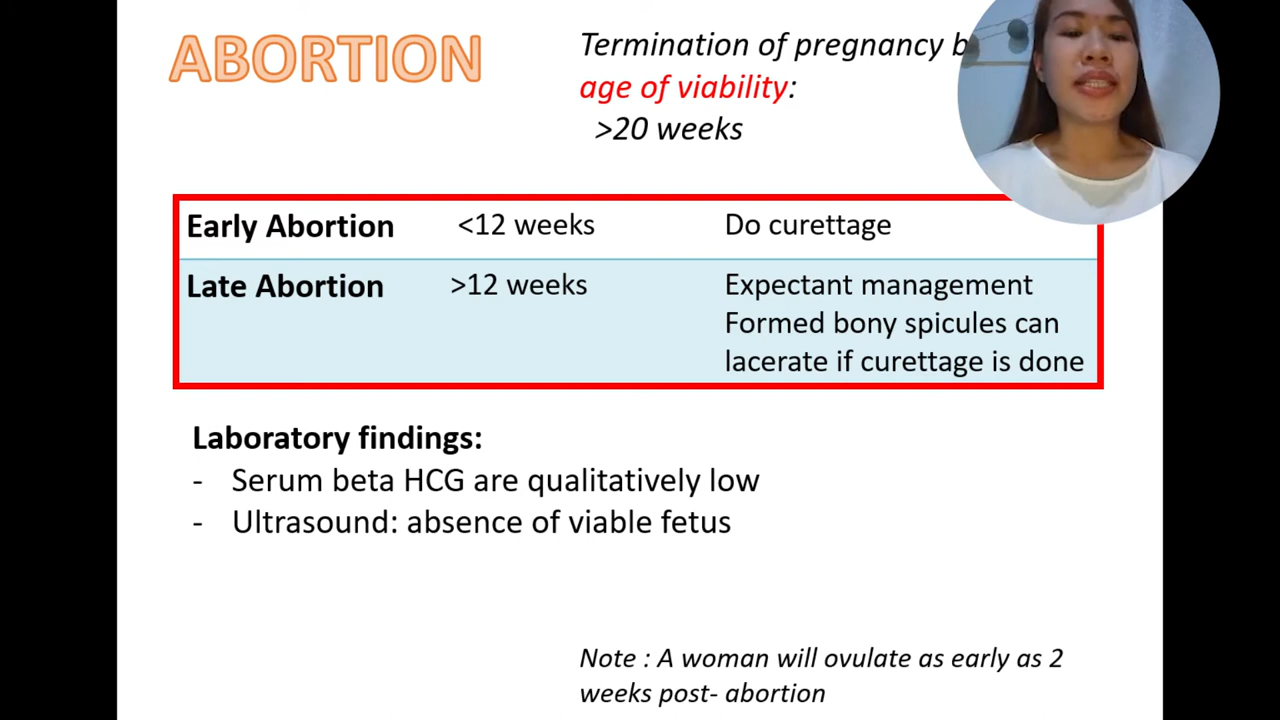 ABORTION
Termination of pregnancy
age of viability:
>20 weeks
Early Abortion <12 weeks Do curettage
Late Abortion >12 weeks Expectant management
Formed bony spicules can
lacerate if curettage is done
Laboratory findings:
- Serum beta HCG are qualitatively low
- Ultrasound: absence of viable fetus
Note : A woman will ovulate as early as 2
weeks post- abortion